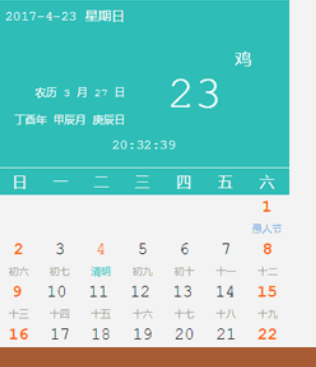 2017-4-23 星期日
鸡
农历 3 月 27 日
23
丁酉年 甲辰月 庚辰日
20:32:39
日 一 二 三 四 五 六
1
愚人节
2 3 4 5 6 7 8
初六 初七 清明 初九 初十 十一 十二
9 10 11 12 13 14 15
十三 十四 十五 十六 十七 十八 十九
16 17 18 19 20 21 22